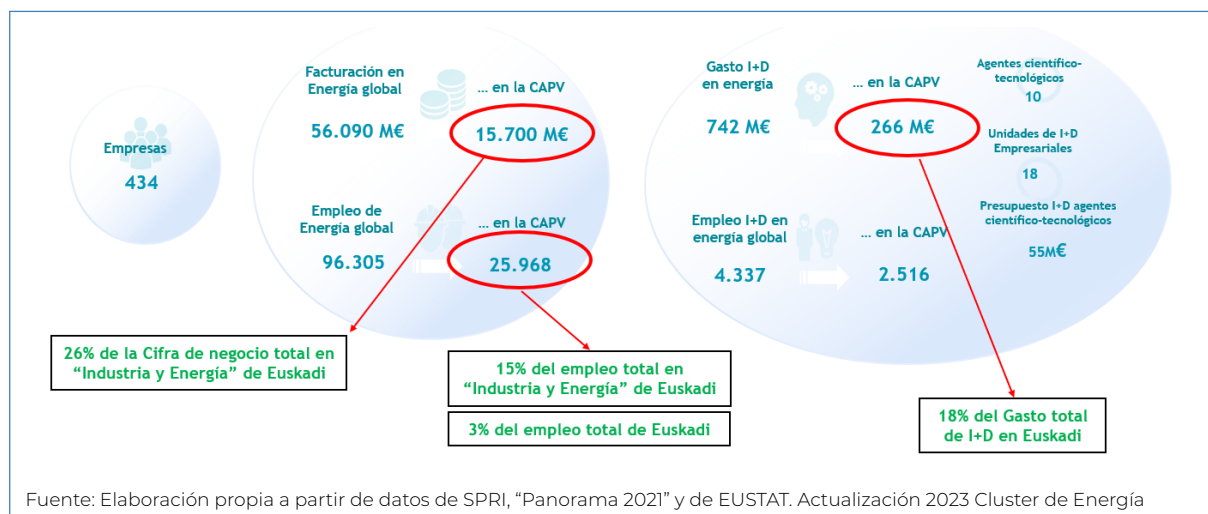 Empresas
434
Facturación en
Energía global
56.090 M€
... en la CAPV
15.700 M€
Empleo de
Energía global
96.305
... en la CAPV
25.968
Gasto I+D
en energía
742 M€
... en la CAPV
266 M€
Empleo I+D en
energía global
4.337
... en la CAPV
2.516
Agentes científico-
tecnológicos
10
Unidades de I+D
Empresariales
18
Presupuesto I+D agentes
científico-tecnológicos
55M€
26% de la Cifra de negocio total en
“Industria y Energía” de Euskadi
15% del empleo total en
“Industria y Energía” de Euskadi
3% del empleo total de Euskadi
18% del Gasto total
de I+D en Euskadi
Fuente: Elaboración propia a partir de datos de SPRI, “Panorama 2021” y de EUSTAT. Actualización 2023 Cluster de Energía